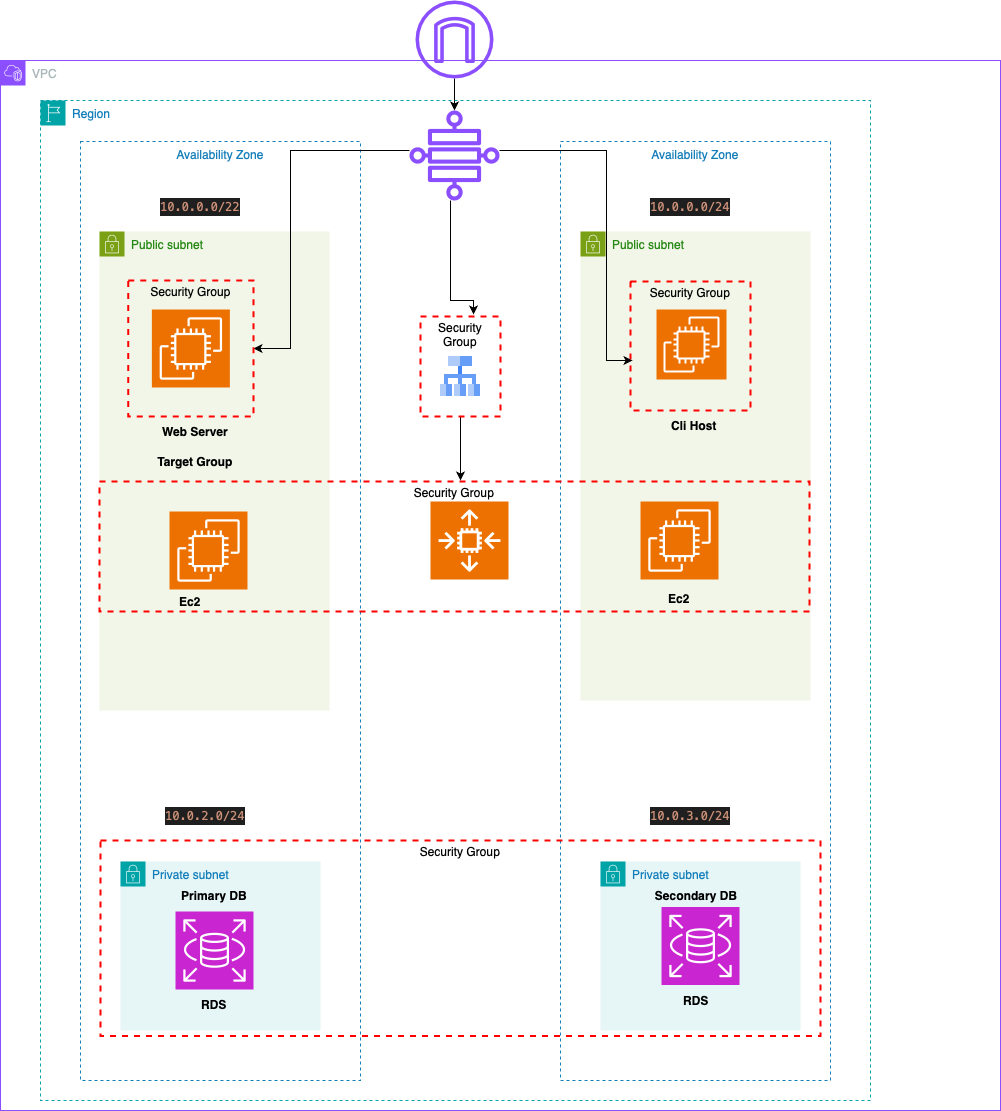 VPC
Region
Availability Zone
Availability Zone
10.0.0.0/22
10.0.0.0/24
Public subnet
Public subnet
Security Group
Security Group
Security
Group
Web Server
Cli Host
Target Group
Security Group
Ec2
Ec2
10.0.2.0/24
10.0.3.0/24
Security Group
Private subnet
Private subnet
Primary DB
Secondary DB
RDS
RDS